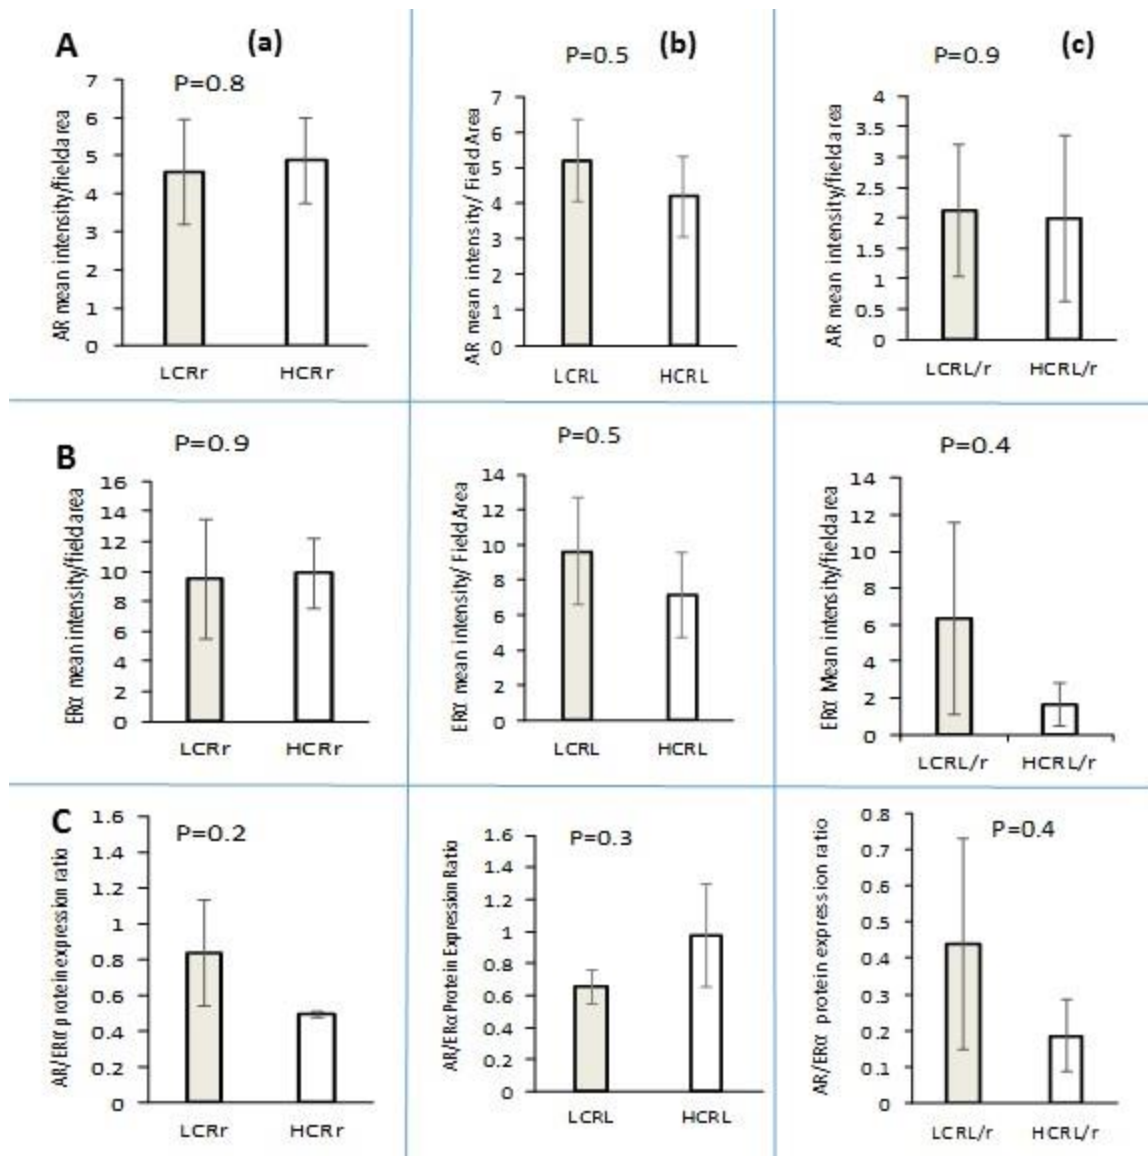 A
(a)
P=0.8
AR mean intensity/field area
7
6
5
4
3
2
1
0
LCRr HCRr
(b)
P=0.5
AR mean intensity/ Field Area
7
6
5
4
3
2
1
0
LCRL HCRL
(c)
P=0.9
AR mean intensity/field area
4
3.5
3
2.5
2
1.5
1
0.5
0
LCRL/r HCRL/r
B
P=0.9
ERα mean intensity/field area
16
14
12
10
8
6
4
2
0
LCRr HCRr
P=0.5
ERα mean intensity/ Field Area
14
12
10
8
6
4
2
0
LCRL HCRL
P=0.4
ERα Mean intensity/field area
14
12
10
8
6
4
2
0
LCRL/r HCRL/r
C
P=0.2
AR/ERα protein expression ratio
1.6
1.4
1.2
1
0.8
0.6
0.4
0.2
0
LCRr HCRr
P=0.3
AR/ERα Protein Expression Ratio
1.6
1.4
1.2
1
0.8
0.6
0.4
0.2
0
LCRL HCRL
P=0.4
AR/ERα protein expression ratio
0.8
0.7
0.6
0.5
0.4
0.3
0.2
0.1
0
LCRL/r HCRL/r